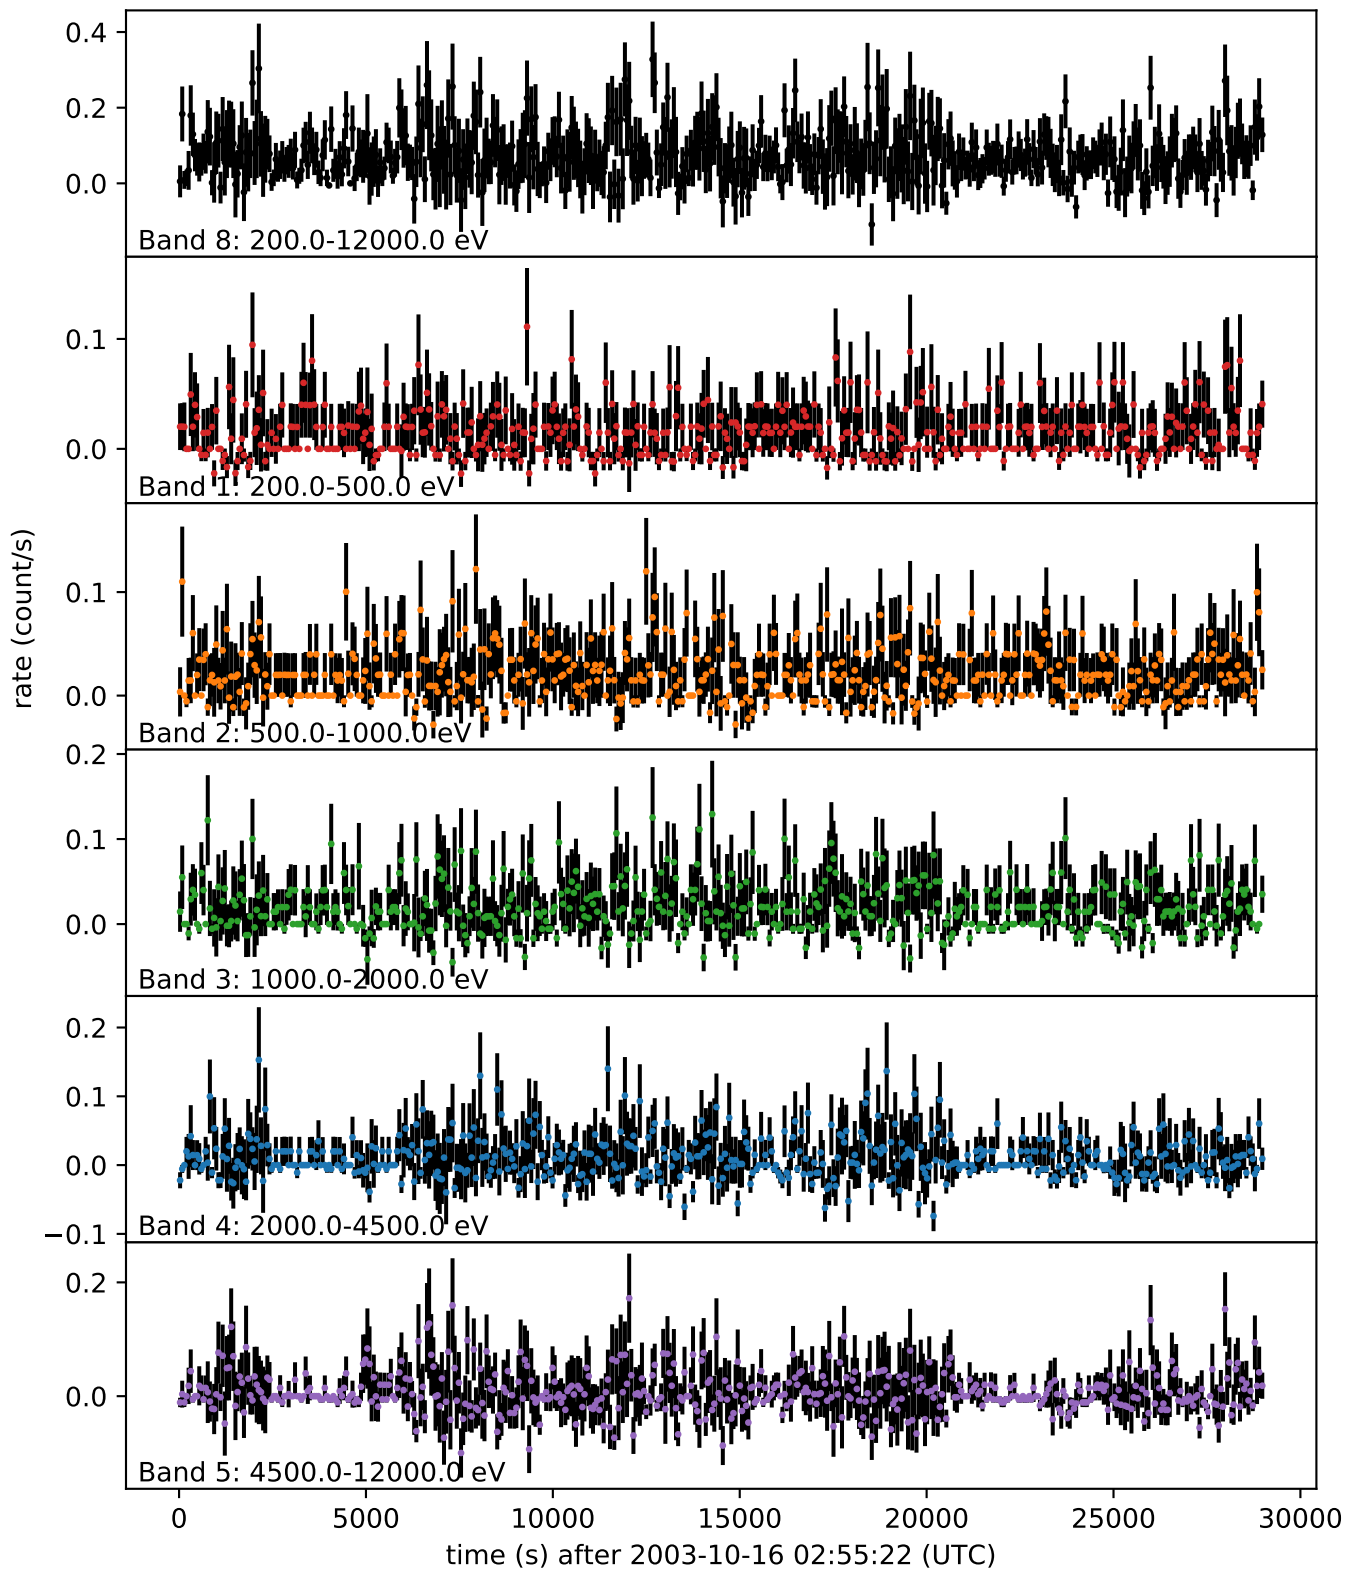 0.4
0.2
0.0
Band 8: 200.0-12000.0 eV
0.1
0.0
Band 1: 200.0-500.0 eV
0.1
0.0
Band 2: 500.0-1000.0 eV
rate (count/s)
0.2
0.1
0.0
Band 3: 1000.0-2000.0 eV
0.2
0.1
0.0
−0.1
Band 4: 2000.0-4500.0 eV
0.2
0.0
Band 5: 4500.0-12000.0 eV
0 5000 10000 15000 20000 25000 30000
time (s) after 2003-10-16 02:55:22 (UTC)